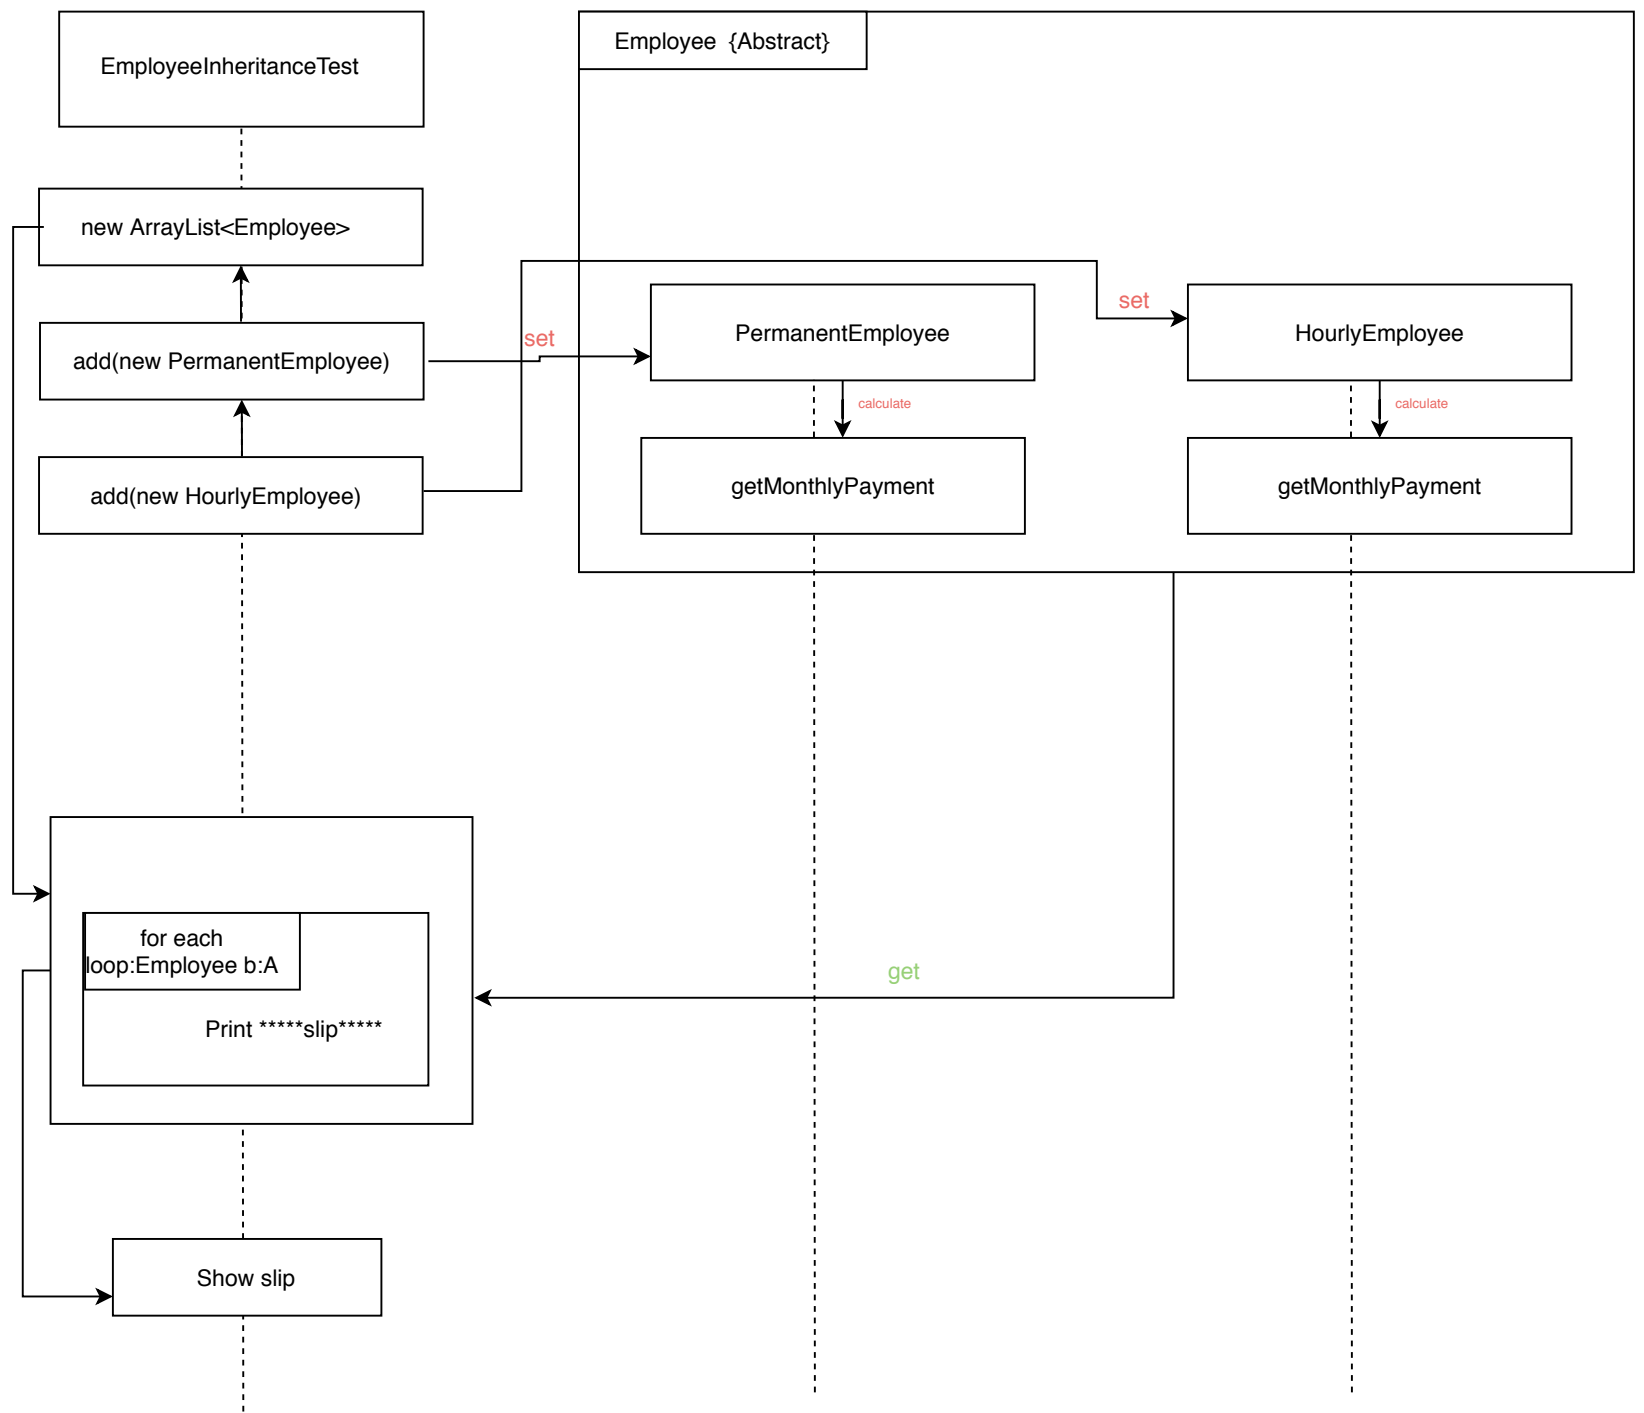 EmployeeInheritanceTest
Employee {Abstract}
new ArrayList<Employee>
set
set
PermanentEmployee
HourlyEmployee
add(new PermanentEmployee)
calculate
calculate
add(new HourlyEmployee)
getMonthlyPayment
getMonthlyPayment
for each
loop:Employee b:A
get
Print *****slip*****
Show slip